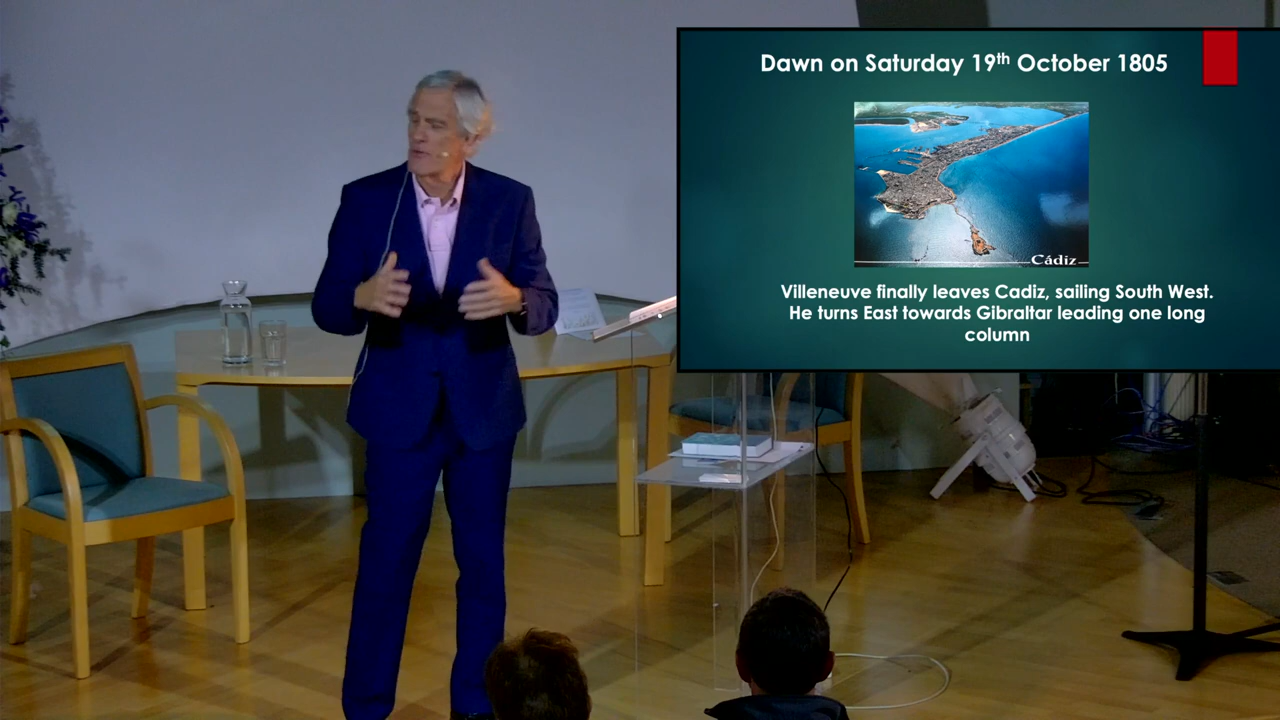 Dawn on Saturday 19th October 1805
Cádiz
Villeneuve finally leaves Cadiz, sailing South West.
He turns East towards Gibraltar leading one long
column